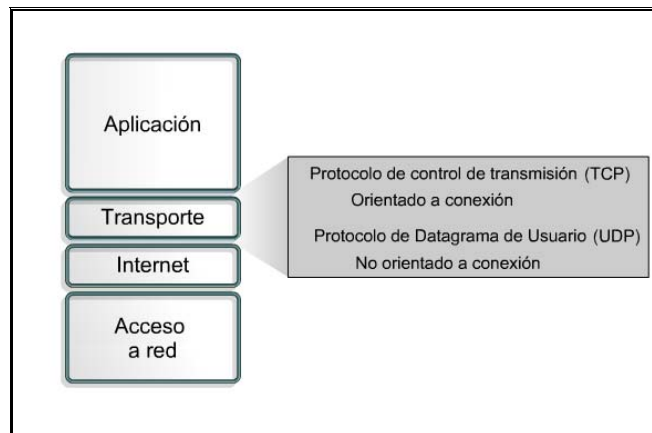 Aplicación
Transporte
Internet
Acceso
a red
Protocolo de control de transmisión (TCP)
Orientado a conexión
Protocolo de Datagrama de Usuario (UDP)
No orientado a conexión